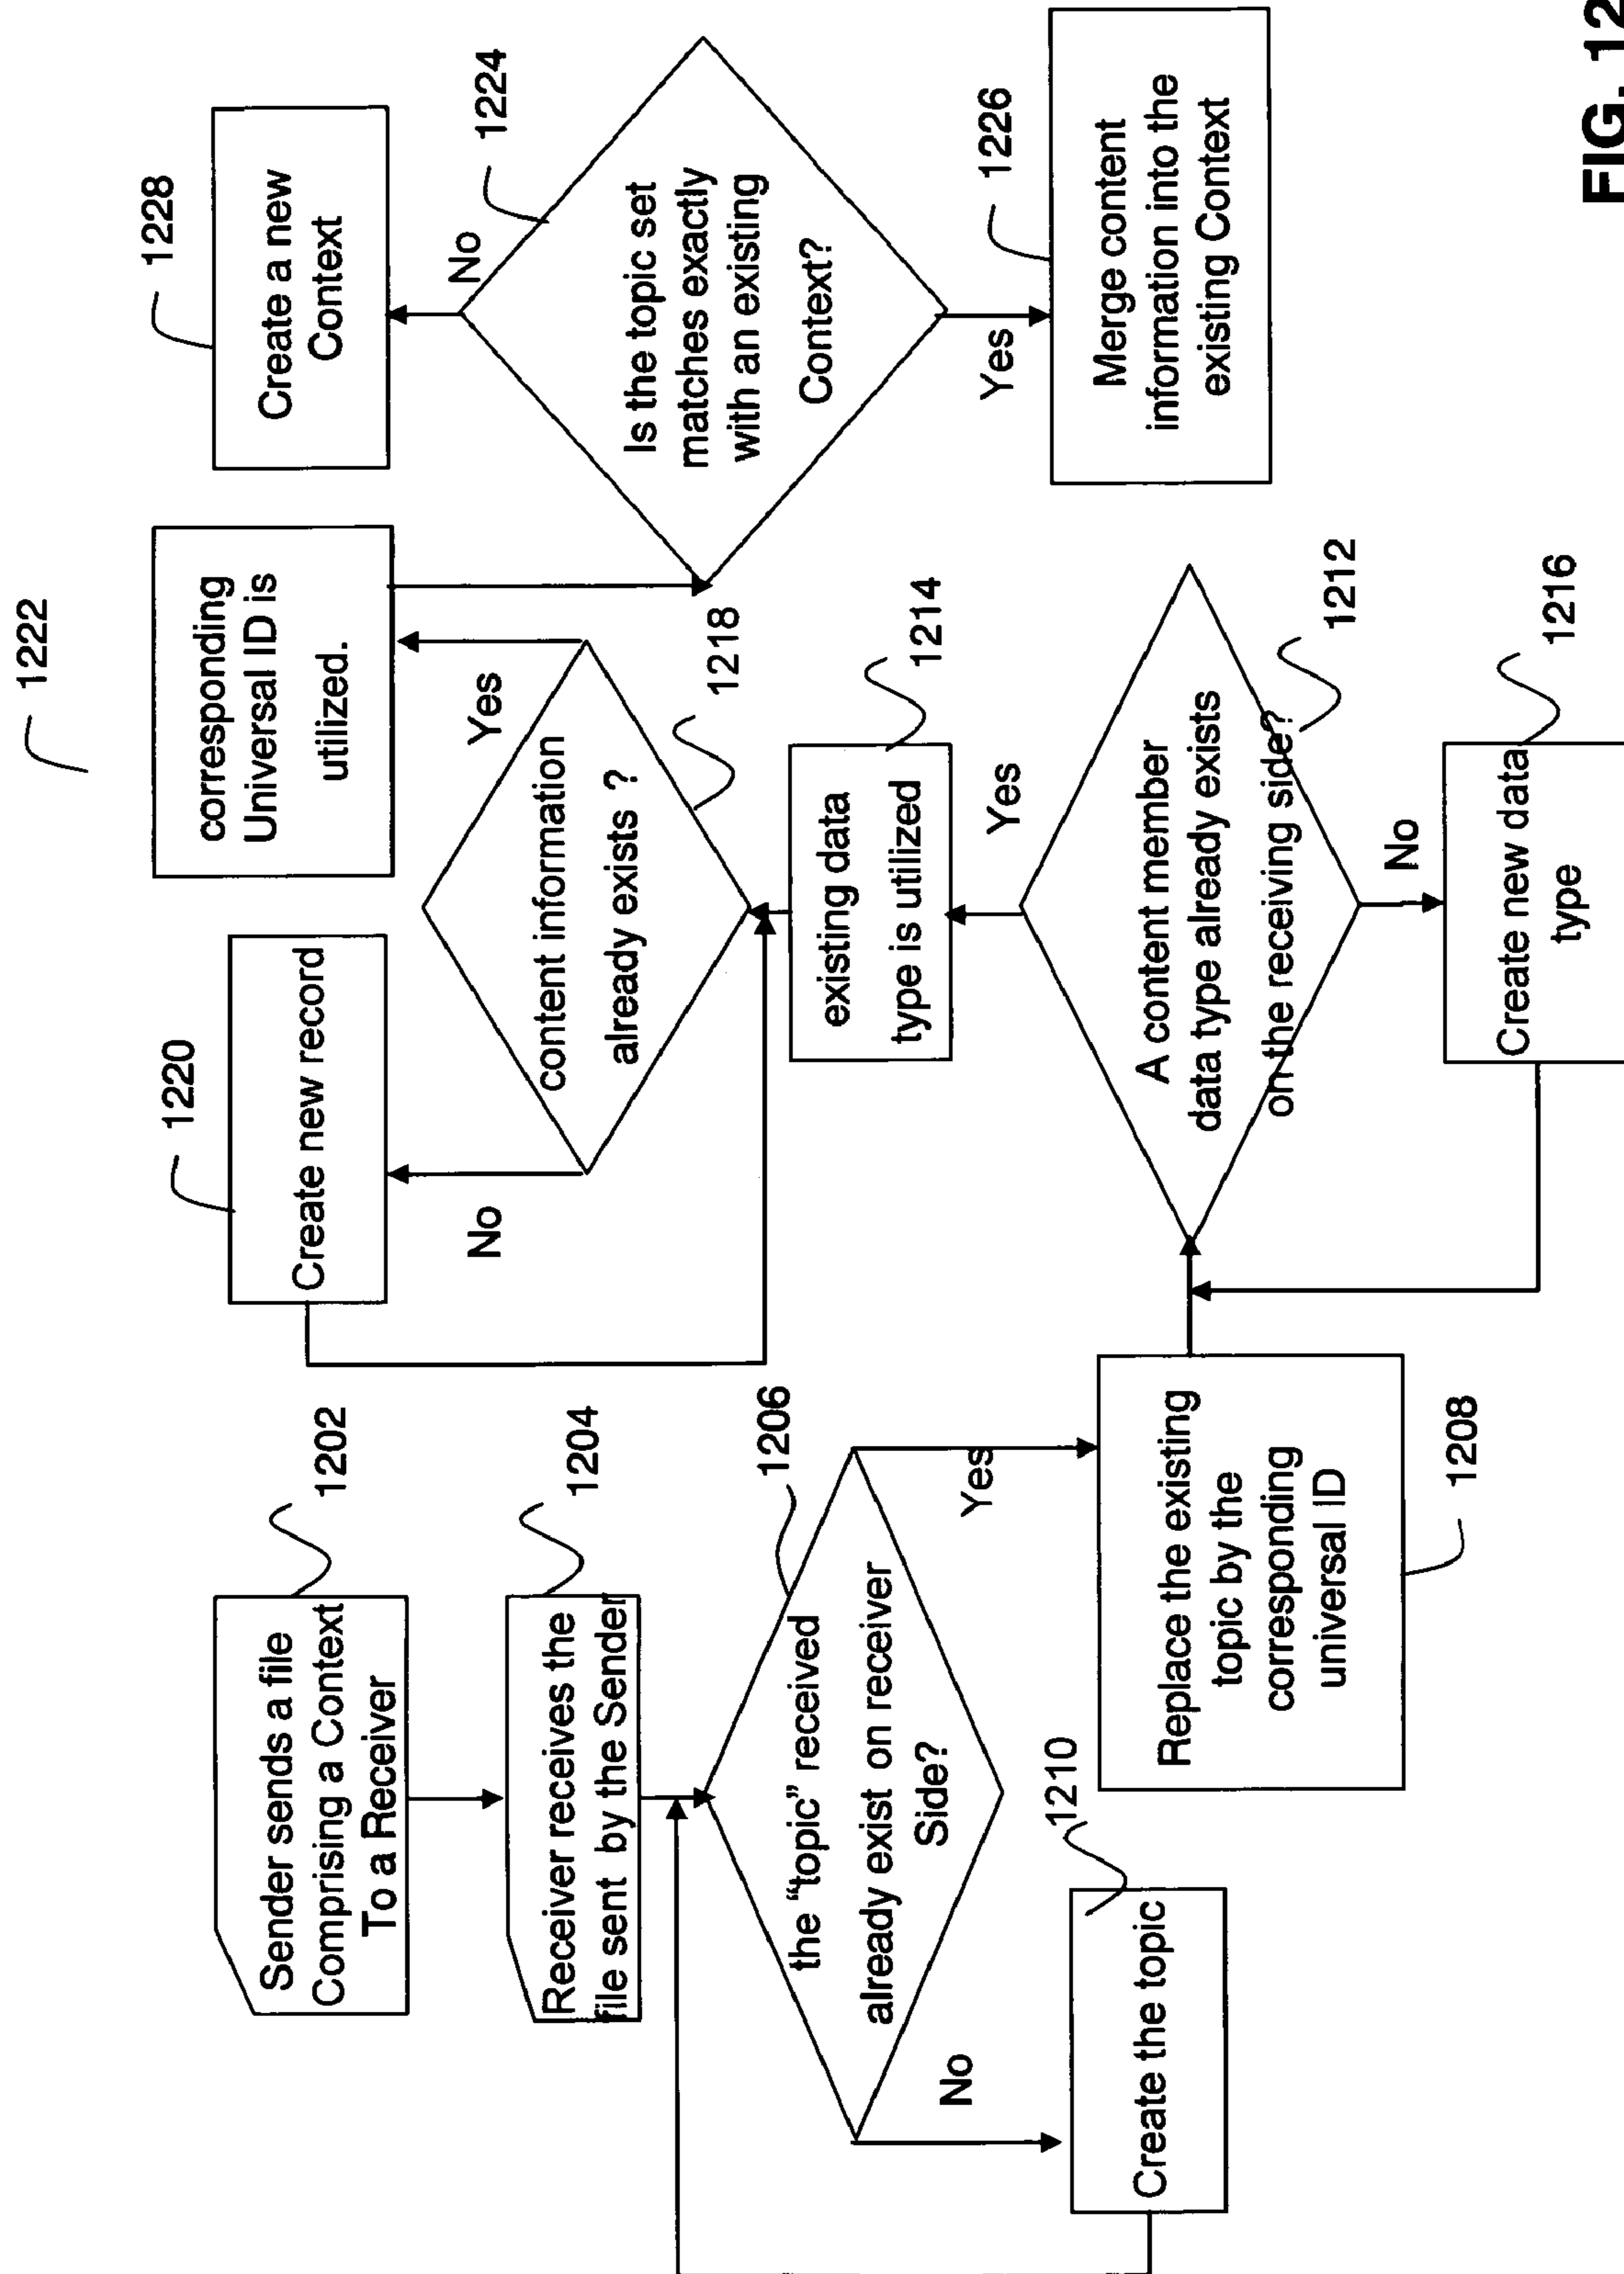 1202
Sender sends a file
Comprising a Context
To a Receiver
1204
Receiver receives the
file sent by the Sender
1206
the “topic” received
already exist on receiver
Side?
No
Yes
1210
Create the topic
Replace the existing
topic by the
corresponding
universal ID
1208
1220
Create new record
No
content information
already exists ?
Yes
1218
1222
corresponding
Universal ID is
utilized.
existing data
type is utilized
1214
Yes
A content member
data type already exists
on the receiving side?
1212
No
Create new data
type
1216
1228
Create a new
Context
No
1224
Is the topic set
matches exactly
with an existing
Context?
Yes
1226
Merge content
information into the
existing Context
FIG. 12